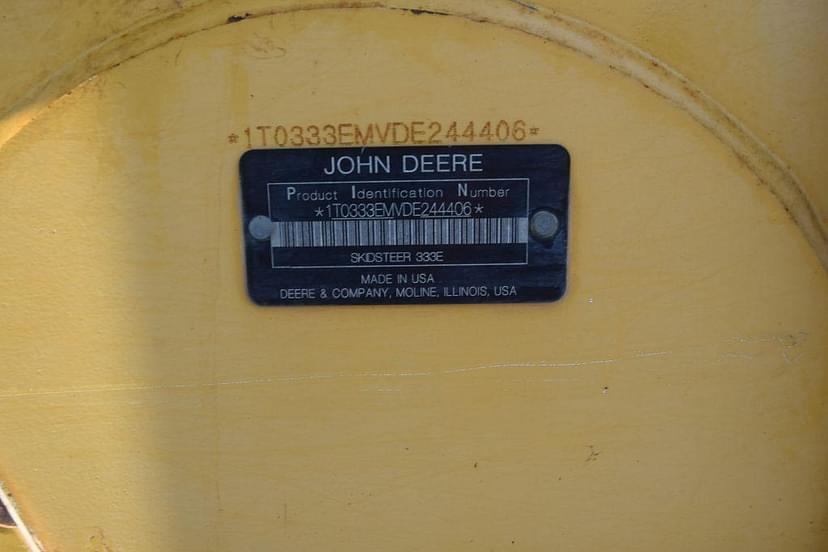 *1T0333EMVDE244406*
JOHN DEERE
Product Identification Number
*1T0333EMVDE244406*
SKIDSTEER 333E
MADE IN USA
DEERE & COMPANY, MOLINE, ILLINOIS, USA